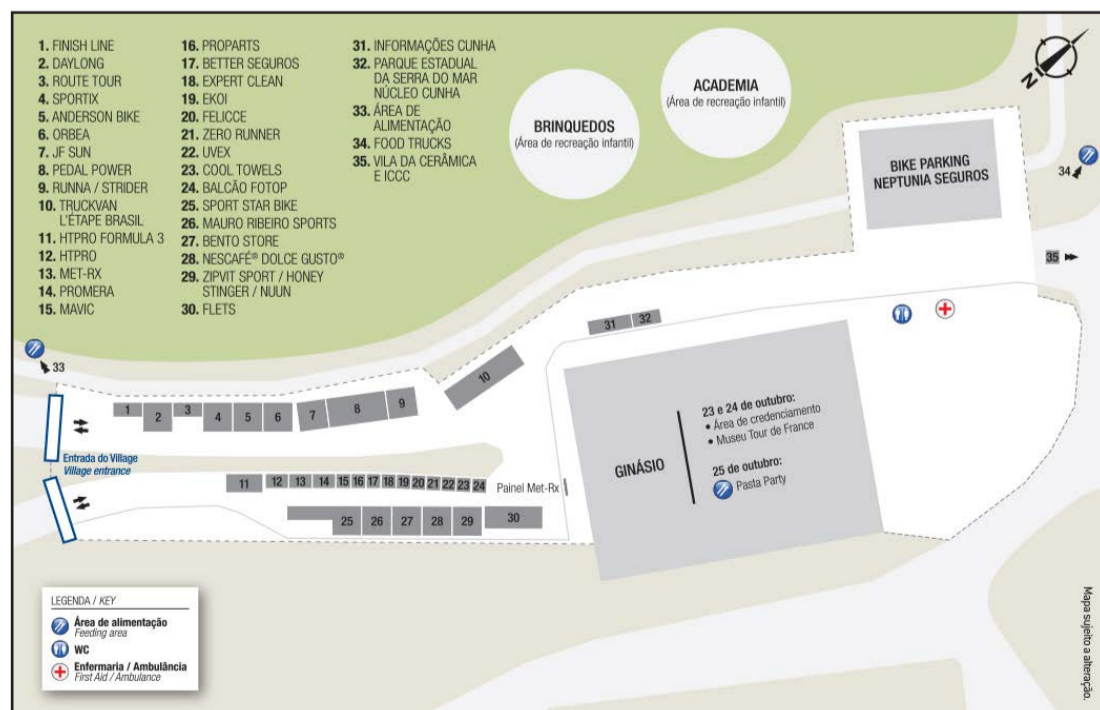 1. FINISH LINE
2. DAYLONG
3. ROUTE TOUR
4. SPORTIX
5. ANDERSON BIKE
6. ORBEA
7. JF SUN
8. PEDAL POWER
9. RUNNA / STRIDER
10. TRUCKVAN
L'ÉTAPE BRASIL
11. HTPRO FORMULA 3
12. HTPRO
13. MET-RX
14. PROMERA
15. MAVIC
16. PROPARTS
17. BETTER SEGUROS
18. EXPERT CLEAN
19. EKOI
20. FELICCE
21. ZERO RUNNER
22. UVEX
23. COOL TOWELS
24. BALCÃO FOTOP
25. SPORT STAR BIKE
26. MAURO RIBEIRO SPORTS
27. BENTO STORE
28. NESCAFÉ® DOLCE GUSTO®
29. ZIPVIT SPORT / HONEY
STINGER / NUUN
30. FLETS
31. INFORMAÇÕES CUNHA
32. PARQUE ESTADUAL
DA SERRA DO MAR
NÚCLEO CUNHA
33. ÁREA DE
ALIMENTAÇÃO
34. FOOD TRUCKS
35. VILA DA CERÂMICA
E ICCC
BRINQUEDOS
(Área de recreação infantil)
ACADEMIA
(Área de recreação infantil)
N
BIKE PARKING
NEPTUNIA SEGUROS
34
35
33
31 32
10
1 2 3 4 5 6 7 8 9
Entrada do Village
Village entrance
11 12 13 14 15 16 17 18 19 20 21 22 23 24
Painel Met-Rx
25 26 27 28 29 30
GINÁSIO
23 e 24 de outubro:
• Área de credenciamento
• Museu Tour de France
25 de outubro:
Pasta Party
LEGENDA / KEY
Área de alimentação
Feeding area
WC
Enfermaria / Ambulância
First Aid / Ambulance
Mapa sujeito a alteração.